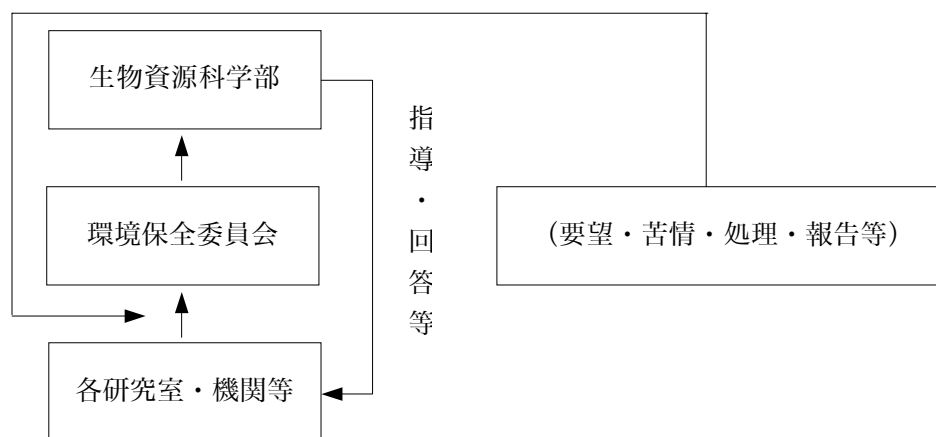 生物資源科学部
指導・回答等
環境保全委員会
(要望・苦情・処理・報告等)
各研究室・機関等